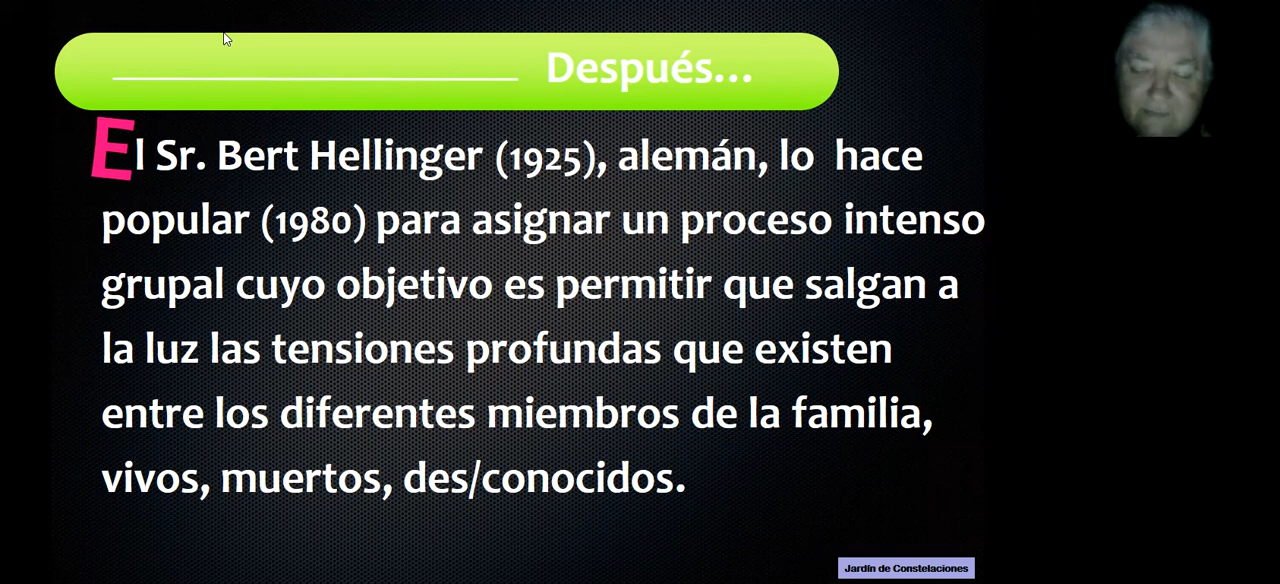 Después...
El Sr. Bert Hellinger (1925), alemán, lo hace
popular (1980) para asignar un proceso intenso
grupal cuyo objetivo es permitir que salgan a
la luz las tensiones profundas que existen
entre los diferentes miembros de la familia,
vivos, muertos, des/conocidos.
Jardín de Constelaciones